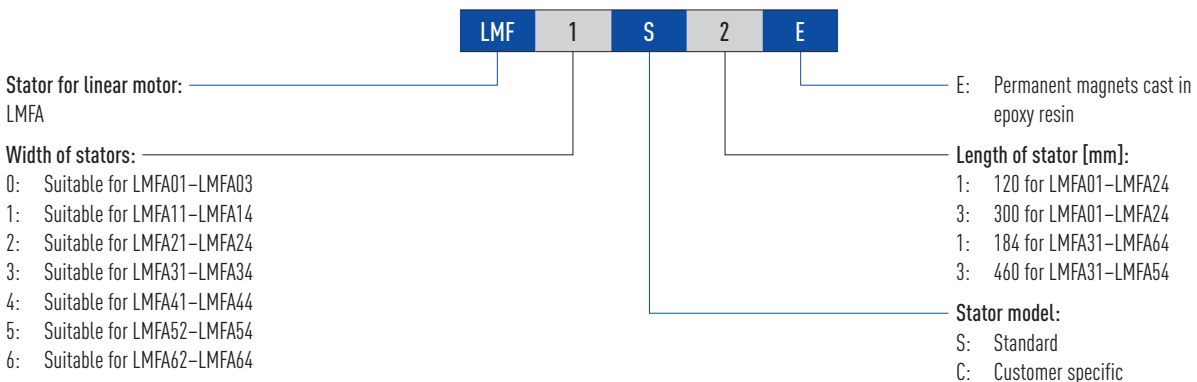 LMF 1 S 2 E
Stator for linear motor:
LMFA
Width of stators:
0: Suitable for LMFA01–LMFA03
1: Suitable for LMFA11–LMFA14
2: Suitable for LMFA21–LMFA24
3: Suitable for LMFA31–LMFA34
4: Suitable for LMFA41–LMFA44
5: Suitable for LMFA52–LMFA54
6: Suitable for LMFA62–LMFA64
E: Permanent magnets cast in
epoxy resin
Length of stator [mm]:
1: 120 for LMFA01–LMFA24
3: 300 for LMFA01–LMFA24
1: 184 for LMFA31–LMFA64
3: 460 for LMFA31–LMFA54
Stator model:
S: Standard
C: Customer specific